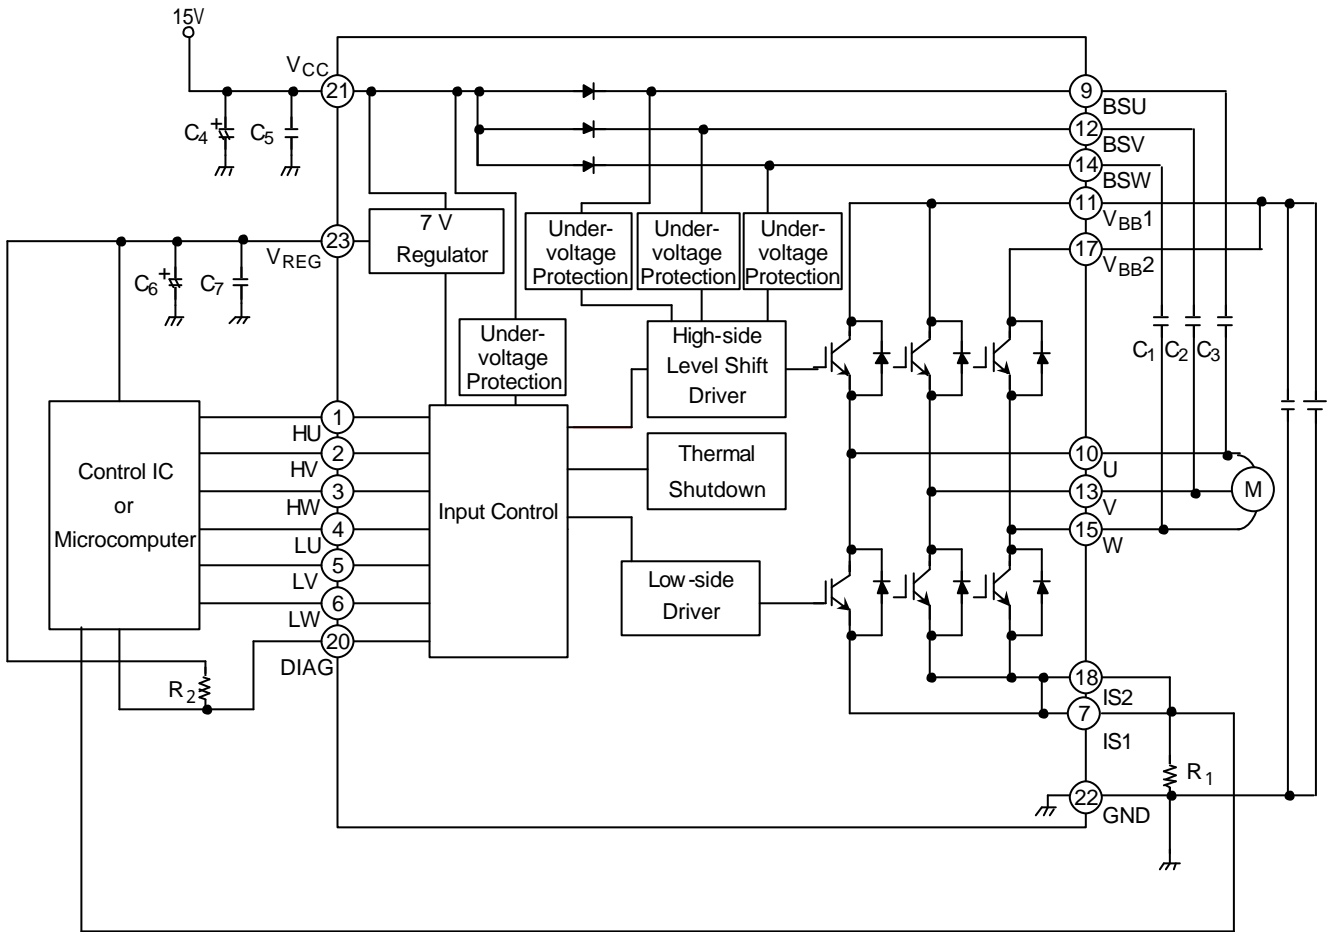 15V
VCC
21
9
BSU
C4
+
C5
12
BSV
14
BSW
11
VBB1
17
VBB2
23
VREG
7 V
Regulator
Under-
voltage
Protection
Under-
voltage
Protection
Under-
voltage
Protection
C6
+
C7
Under-
voltage
Protection
High-side
Level Shift
Driver
C1
C2
C3
Control IC
or
Microcomputer
1
HU
2
HV
3
HW
4
LU
5
LV
6
LW
20
DIAG
Input Control
Thermal
Shutdown
Low-side
Driver
10
U
13
V
15
W
M
R2
18
IS2
7
IS1
R1
22
GND